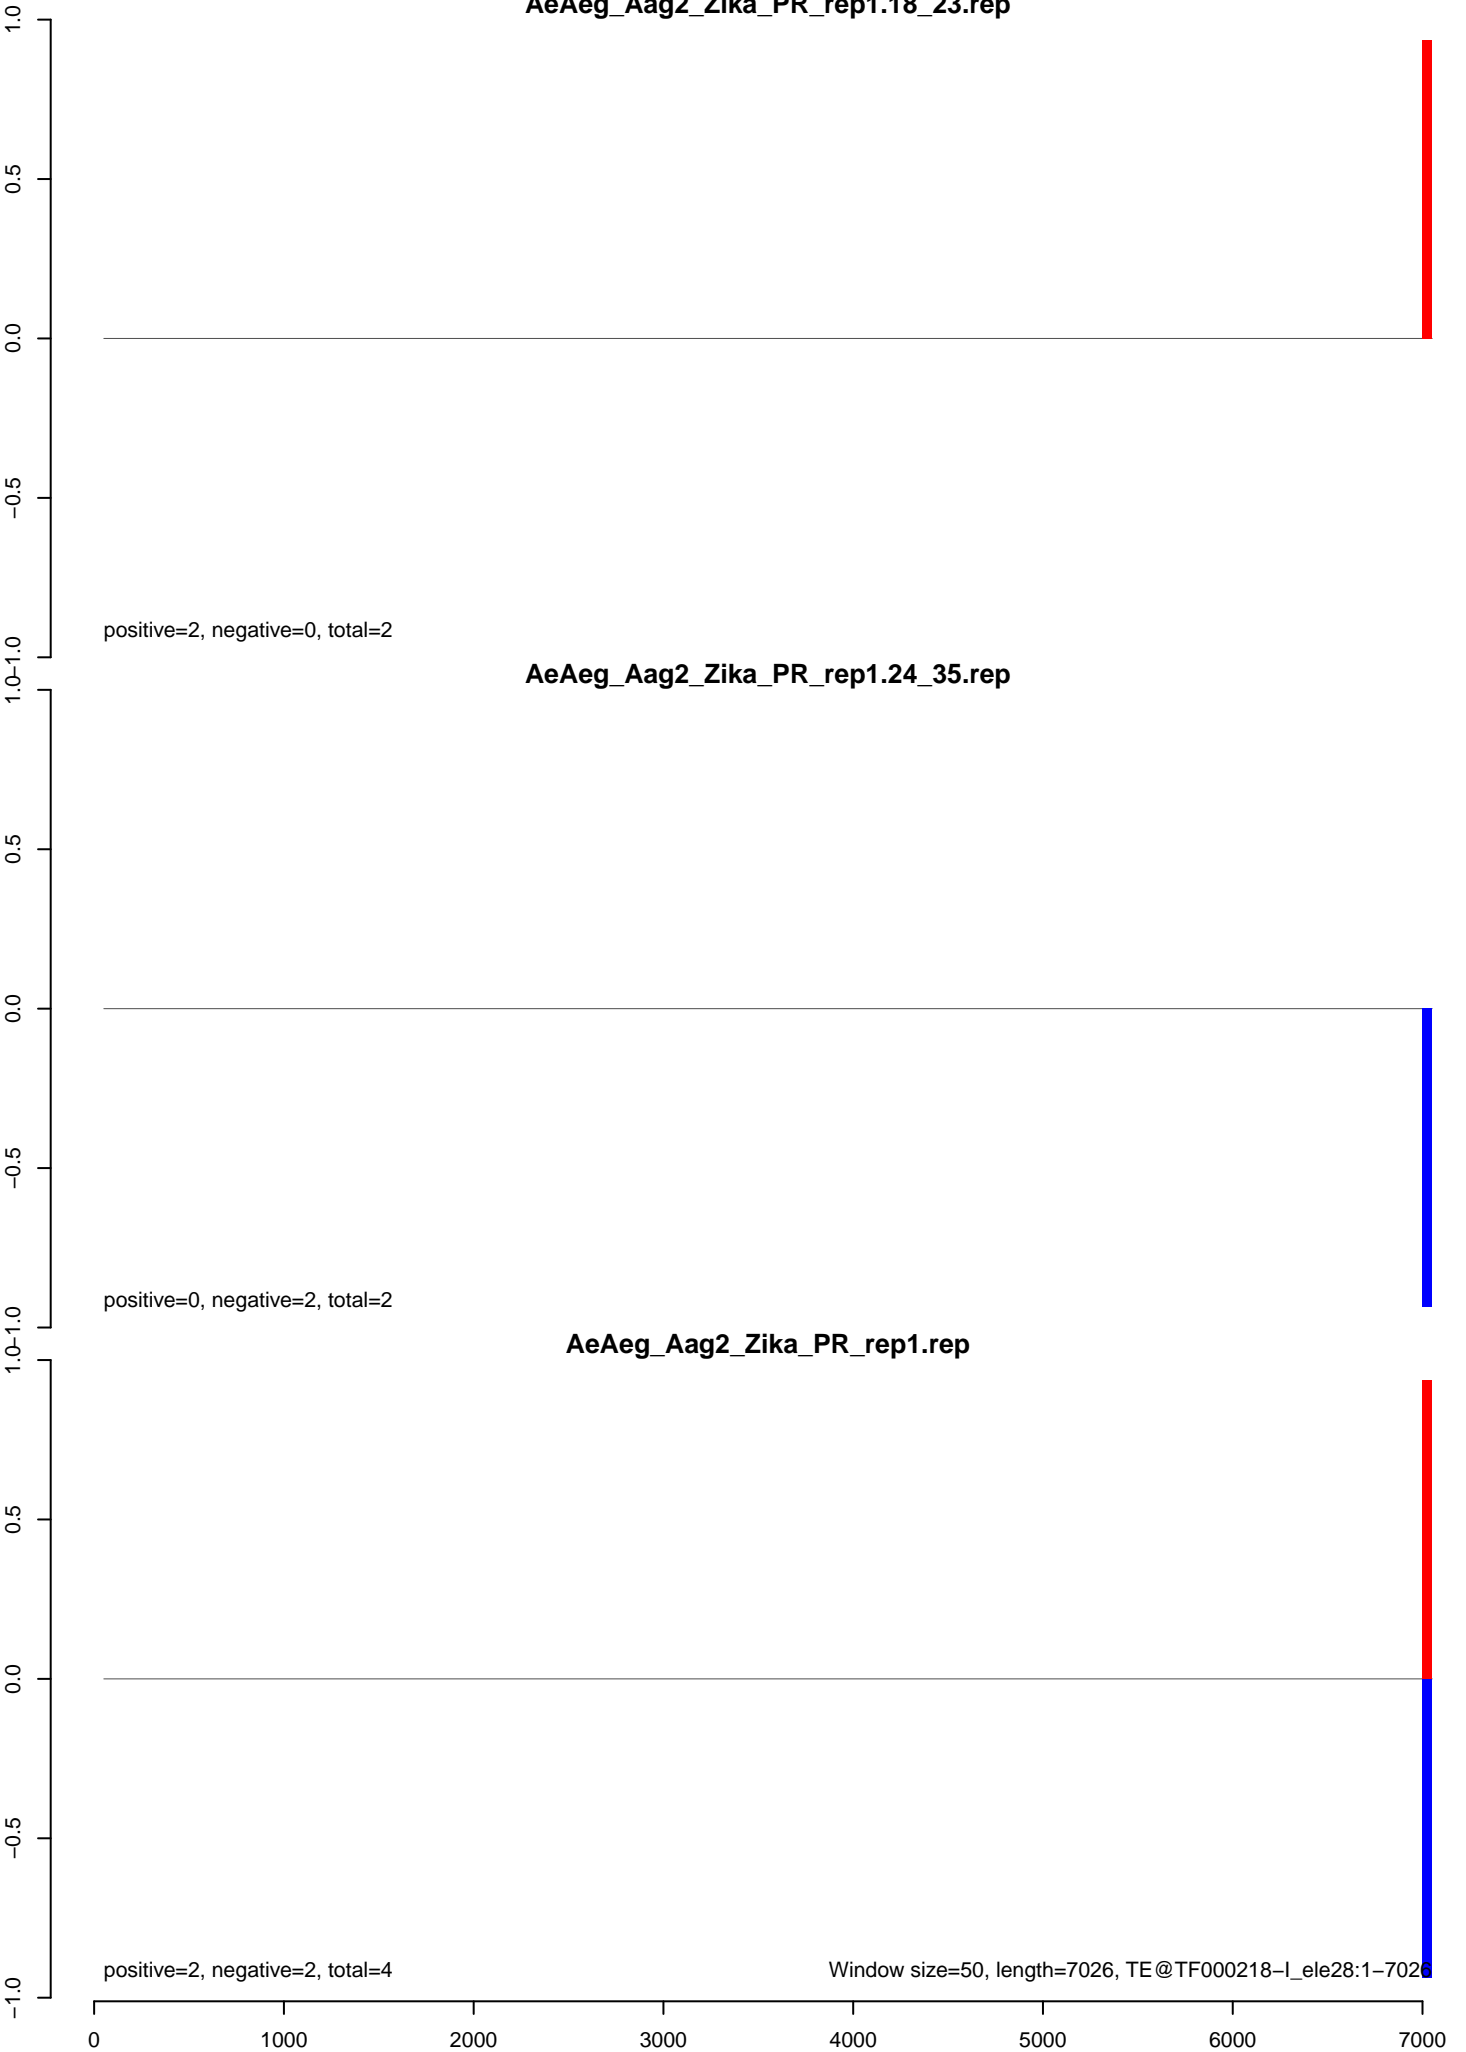 AeAeg_Aag2_Zika_PR_rep1.18_23.rep
1.0
0.5
0.0
−0.5
−1.0
positive=2, negative=0, total=2
AeAeg_Aag2_Zika_PR_rep1.24_35.rep
1.0
0.5
0.0
−0.5
−1.0
positive=0, negative=2, total=2
AeAeg_Aag2_Zika_PR_rep1.rep
1.0
0.5
0.0
−0.5
−1.0
positive=2, negative=2, total=4
Window size=50, length=7026, TE@TF000218−I_ele28:1−7026
0 1000 2000 3000 4000 5000 6000 7000